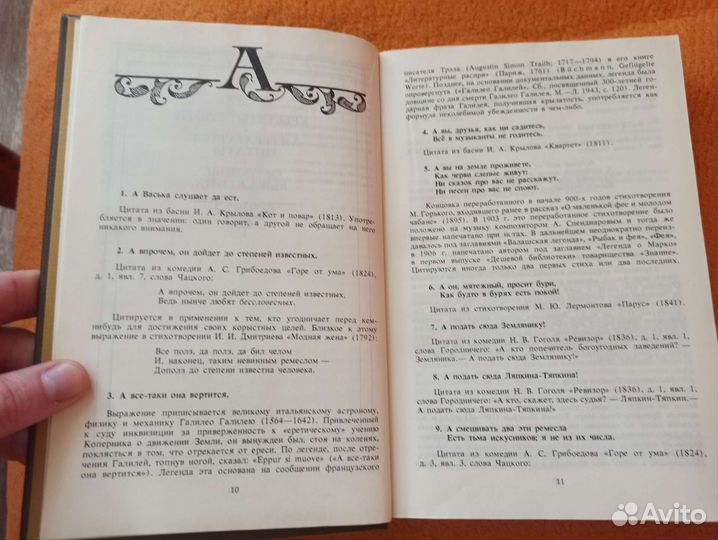 А
1. А Васька слушает да ест.
Цитата из басни И. А. Крылова «Кот и повар» (1813). Употреб-
ляется в значении: один говорит, а другой не обращает на него
никакого внимания.
2. А впрочем, он дойдет до степеней известных.
Цитата из комедии А. С. Грибоедова «Горе от ума» (1824),
д. 1, явл. 7, слова Чацкого:
А впрочем, он дойдет до степеней известных,
Ведь нынче любят бессловесных.
Цитируется в применении к тем, кто угодничает перед кем-
нибудь для достижения своих корыстных целей. Близкое к этому
выражение в стихотворении И. И. Дмитриева «Модная жена» (1792):
Все полз, да полз, да бил челом
И, наконец, таким невинным ремеслом —
Дополз до степени известна человека.
3. А все-таки она вертится.
Выражение приписывается великому итальянскому астроному,
физику и механику Галилео Галилею (1564—1642). Привлеченный
к суду инквизиции за приверженность к «еретическому» учению
Коперника о движении Земли, он вынужден был, стоя на коленях,
поклясться в том, что отрекается от ереси. По легенде, после отре-
чения Галилей, топнув ногой, сказал: «Eppur si muove» («А все-таки
она вертится»). Легенда эта основана на сообщении французского
10
писателя Трэла (Augustin Simon Trailh; 1717—1794) в его книге
«Литературные распри» (Париж, 1761) (Büchmann, Geflügelte
Worte). Позднее, на основании документальных данных, легенда была
опровергнута («Галилео Галилей», Сб., посвященный 300-летней го-
довщине со дня смерти Галилео Галилея, М.—Л. 1943, с. 120). Леген-
дарная фраза Галилея, получившая крылатость, употребляется как
формула неколебимой убежденности в чем-либо.
4. А вы, друзья, как ни садитесь,
Всё в музыканты не годитесь.
Цитата из басни И. А. Крылова «Квартет» (1811).
5. А вы на земле проживете,
Как черви слепые живут:
Ни сказок про вас не расскажут,
Ни песен про вас не споют.
Концовка переработанного в начале 900-х годов стихотворения
М. Горького, входившего ранее в рассказ «О маленькой фее и молодом
чабане» (1895). В 1903 г. это переработанное стихотворение было
положено на музыку композитором А. Спендиаровым и тогда же
впервые напечатано при нотах. В дальнейшем неоднократно переиз-
давалось под заглавиями «Валашская легенда», «Рыбак и фея», «Фея»,
в 1906 г. напечатано автором под заглавием «Легенда о Марко»
в первом выпуске «Дешевой библиотеки» товарищества «Знание».
Цитируются иногда только два первых стиха или два последних.
6. А он, мятежный, просит бури,
Как будто в бурях есть покой!
Цитата из стихотворения М. Ю. Лермонтова «Парус» (1841).
7. А подать сюда Землянику!
Цитата из комедии Н. В. Гоголя «Ревизор» (1836), д. 1, явл. 1,
слова Городничего: «А кто попечитель богоугодных заведений? —
Земляника.— А подать сюда Землянику!»
8. А подать сюда Ляпкина-Тяпкина!
Цитата из комедии Н. В. Гоголя «Ревизор» (1836), д. 1, явл. 1,
слова Городничего: «А кто, скажет, здесь судья? — Ляпкин-Тяпкин.—
А подать сюда Ляпкина-Тяпкина!
9. А смешивать два эти ремесла
Есть тьма искусников; я не из их числа.
Цитата из комедии А. С. Грибоедова «Горе от ума» (1824),
д. 3, явл. 3, слова Чацкого:
11
Avito